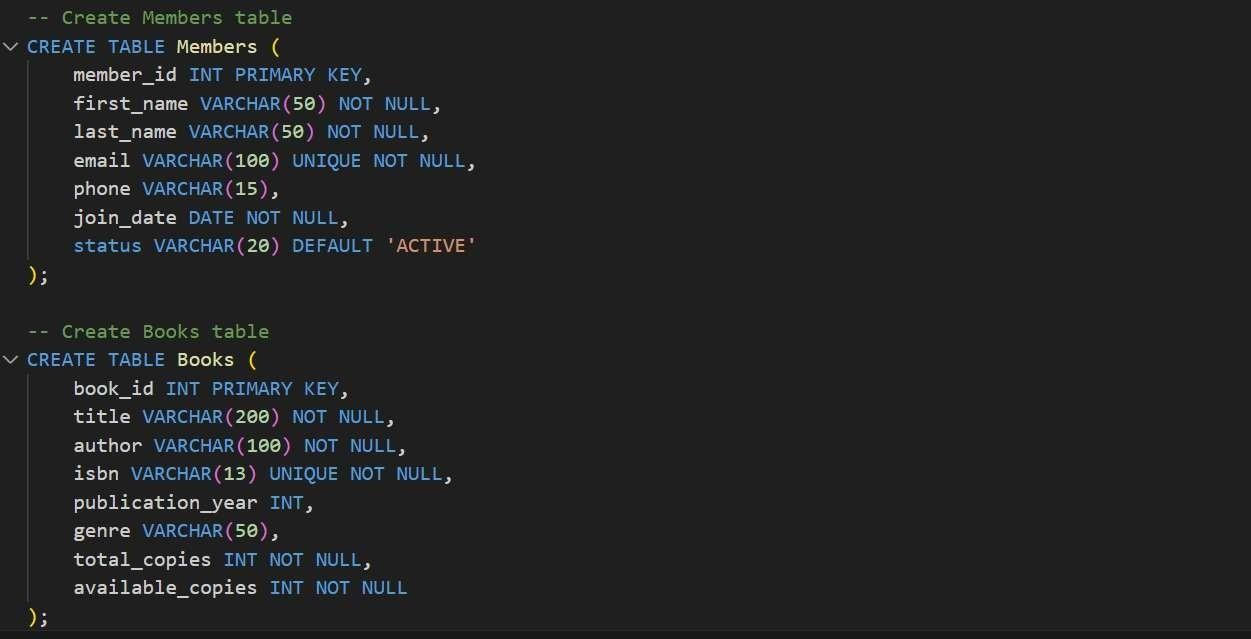 -- Create Members table
CREATE TABLE Members (
    member_id INT PRIMARY KEY,
    first_name VARCHAR(50) NOT NULL,
    last_name VARCHAR(50) NOT NULL,
    email VARCHAR(100) UNIQUE NOT NULL,
    phone VARCHAR(15),
    join_date DATE NOT NULL,
    status VARCHAR(20) DEFAULT 'ACTIVE'
);
-- Create Books table
CREATE TABLE Books (
    book_id INT PRIMARY KEY,
    title VARCHAR(200) NOT NULL,
    author VARCHAR(100) NOT NULL,
    isbn VARCHAR(13) UNIQUE NOT NULL,
    publication_year INT,
    genre VARCHAR(50),
    total_copies INT NOT NULL,
    available_copies INT NOT NULL
);